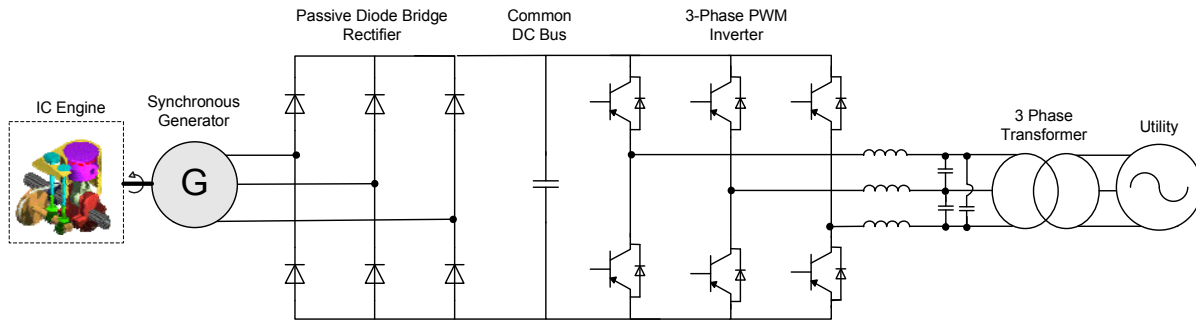 Passive Diode Bridge
Rectifier
Common
DC Bus
3-Phase PWM
Inverter
IC Engine
Synchronous
Generator
G
3 Phase
Transformer
Utility